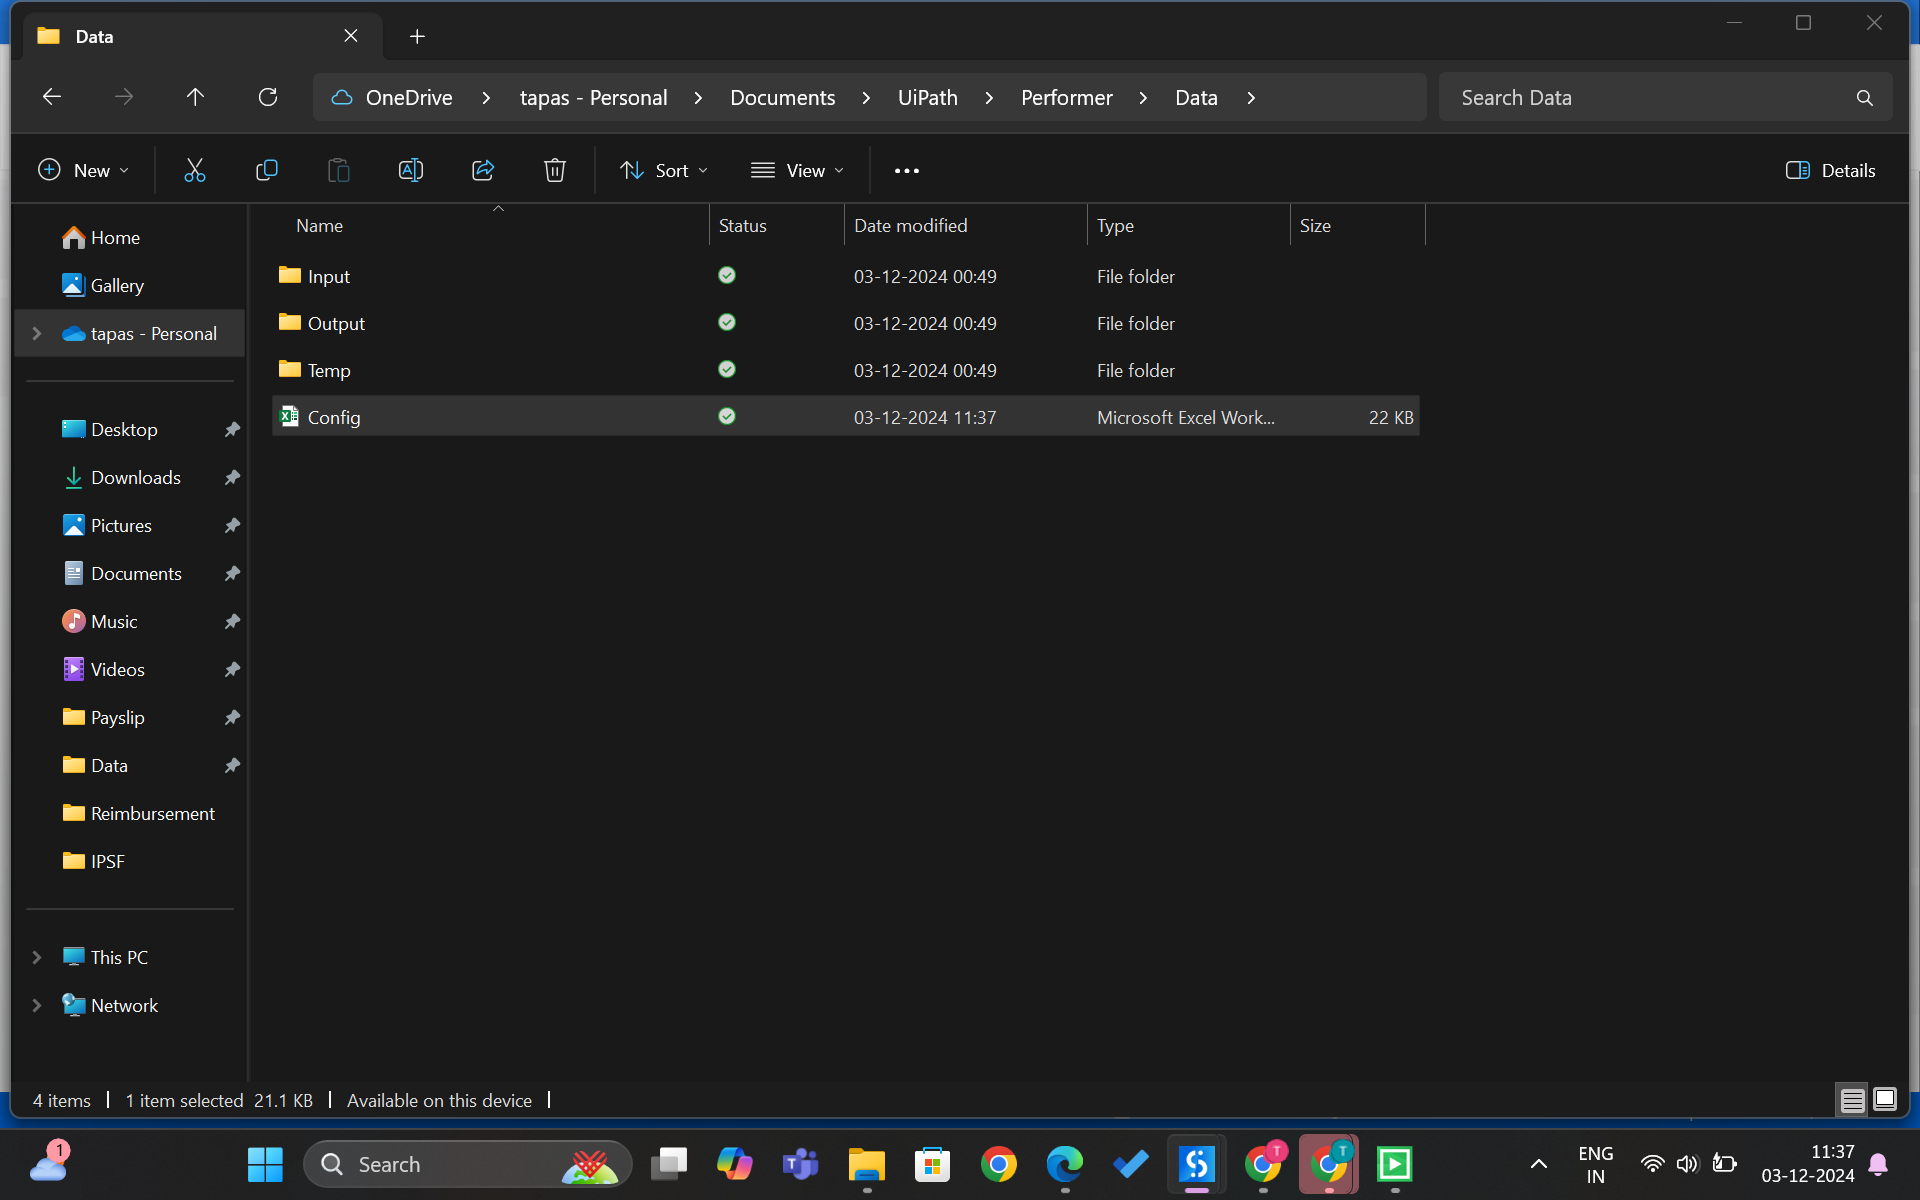 Data
OneDrive > tapas - Personal > Documents > UiPath > Performer > Data >
Search Data
New
Sort
View
Details
Name Status Date modified Type Size
Home
Gallery
tapas - Personal
Desktop
Downloads
Pictures
Documents
Music
Videos
Payslip
Data
Reimbursement
IPSF
This PC
Network
Input 03-12-2024 00:49 File folder
Output 03-12-2024 00:49 File folder
Temp 03-12-2024 00:49 File folder
Config 03-12-2024 11:37 Microsoft Excel Work... 22 KB
4 items | 1 item selected 21.1 KB | Available on this device |
1
Search
T
T
T
ENG
IN
11:37
03-12-2024